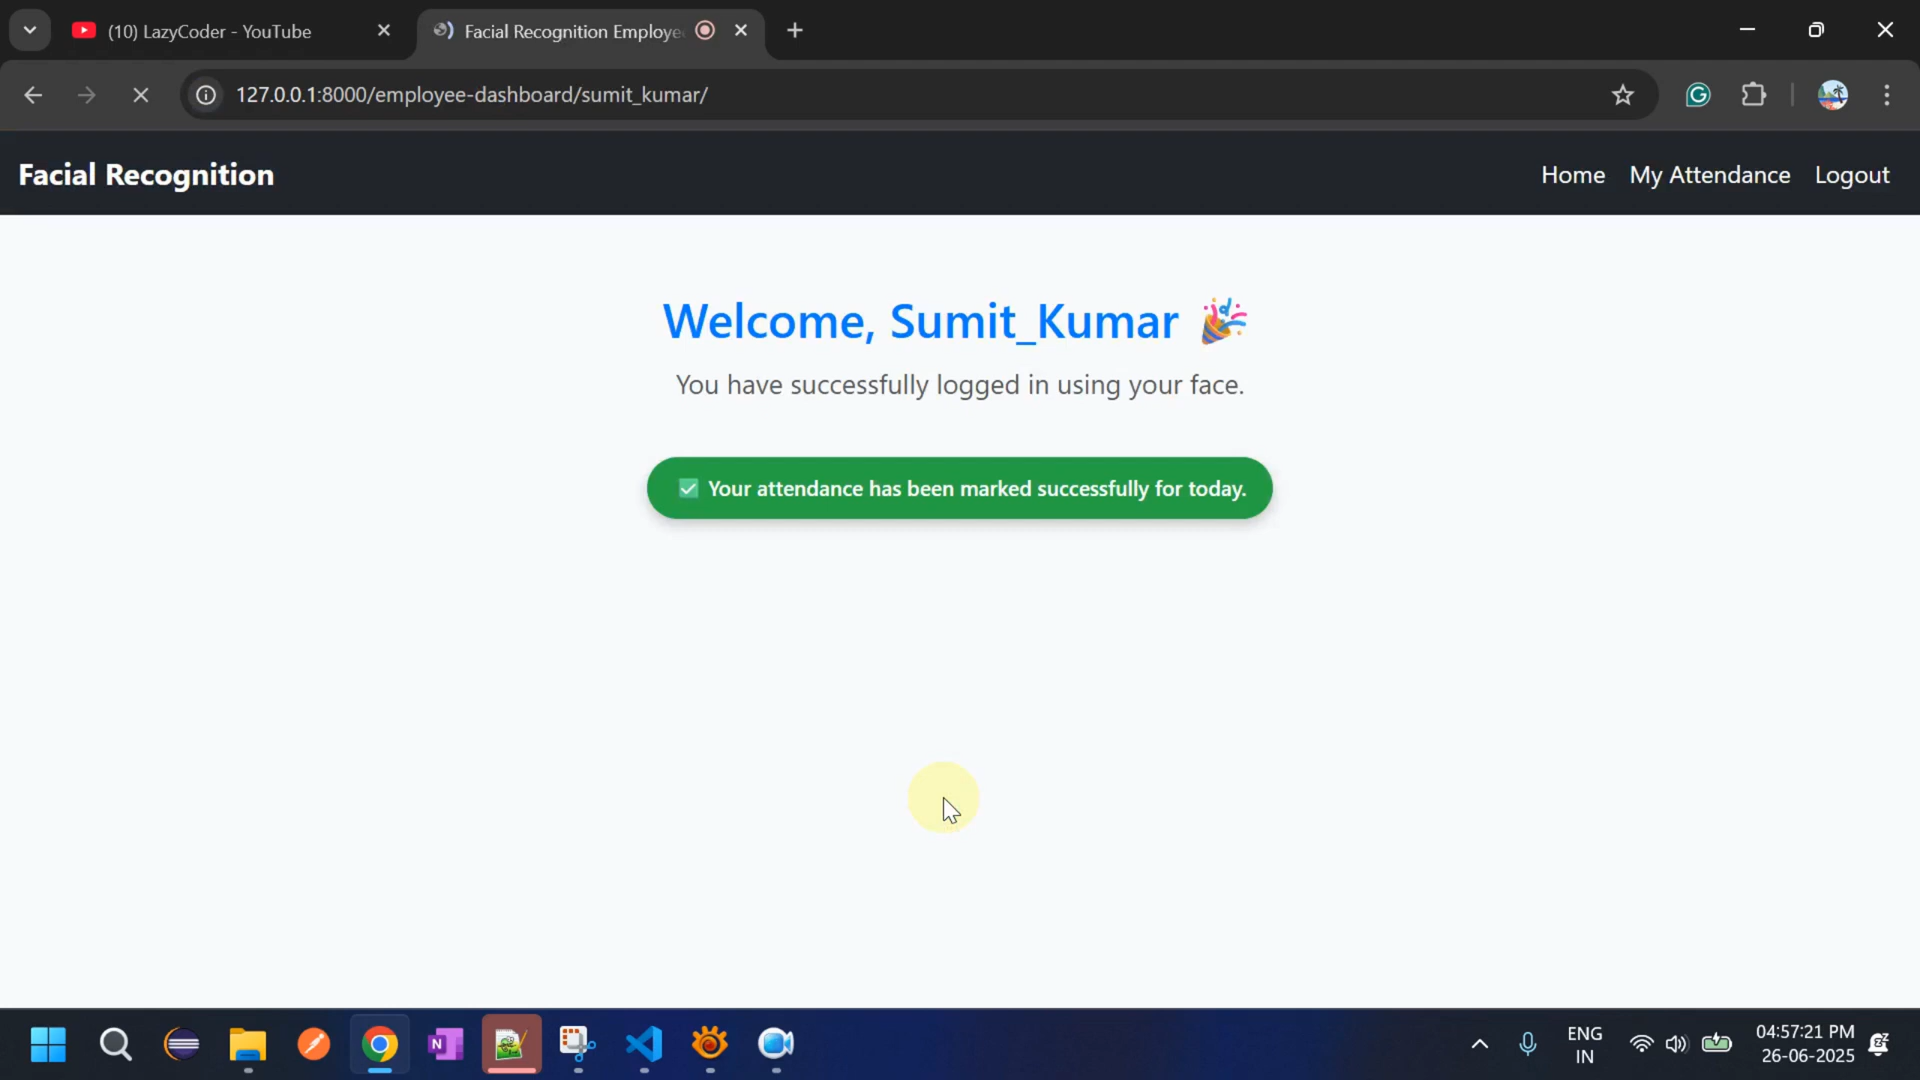 (10) LazyCoder - YouTube
Facial Recognition Employe
127.0.0.1:8000/employee-dashboard/sumit_kumar/
Facial Recognition
Home
My Attendance
Logout
Welcome, Sumit_Kumar 🎉
You have successfully logged in using your face.
✅ Your attendance has been marked successfully for today.
ENG
IN
04:57:21 PM
26-06-2025